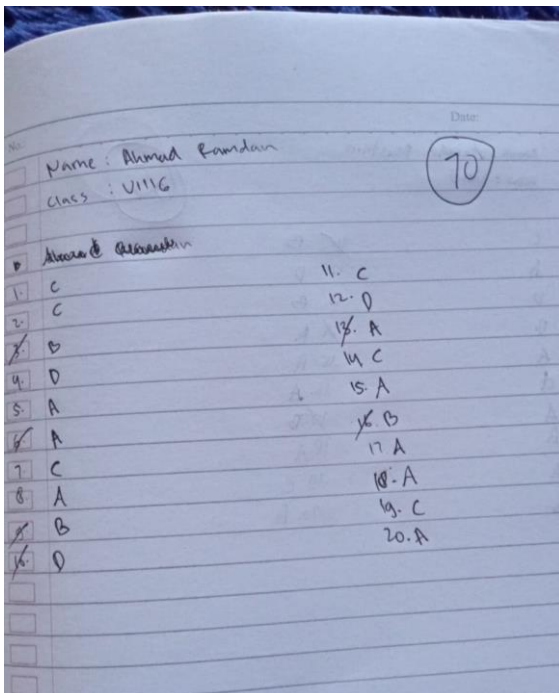 No.
Date:
Name : Ahmad Ramdan
70
Class : VIIIG
1. C
2. C
3. B
4. D
5. A
6. A
7. C
8. A
9. B
10. D
11. C
12. D
13. A
14. C
15. A
16. B
17. A
18. A
19. C
20. A